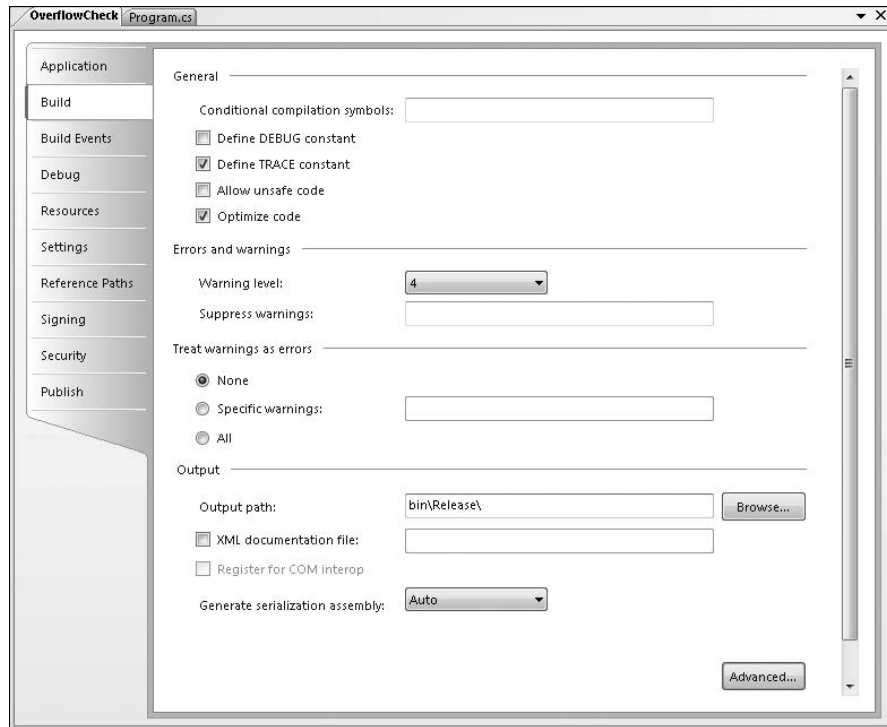 OverflowCheck Program.cs
Application
Build
Build Events
Debug
Resources
Settings
Reference Paths
Signing
Security
Publish
General
Conditional compilation symbols:
Define DEBUG constant
Define TRACE constant
Allow unsafe code
Optimize code
Errors and warnings
Warning level: 4
Suppress warnings:
Treat warnings as errors
None
Specific warnings:
All
Output
Output path: bin\Release\ Browse...
XML documentation file:
Register for COM interop
Generate serialization assembly: Auto
Advanced...